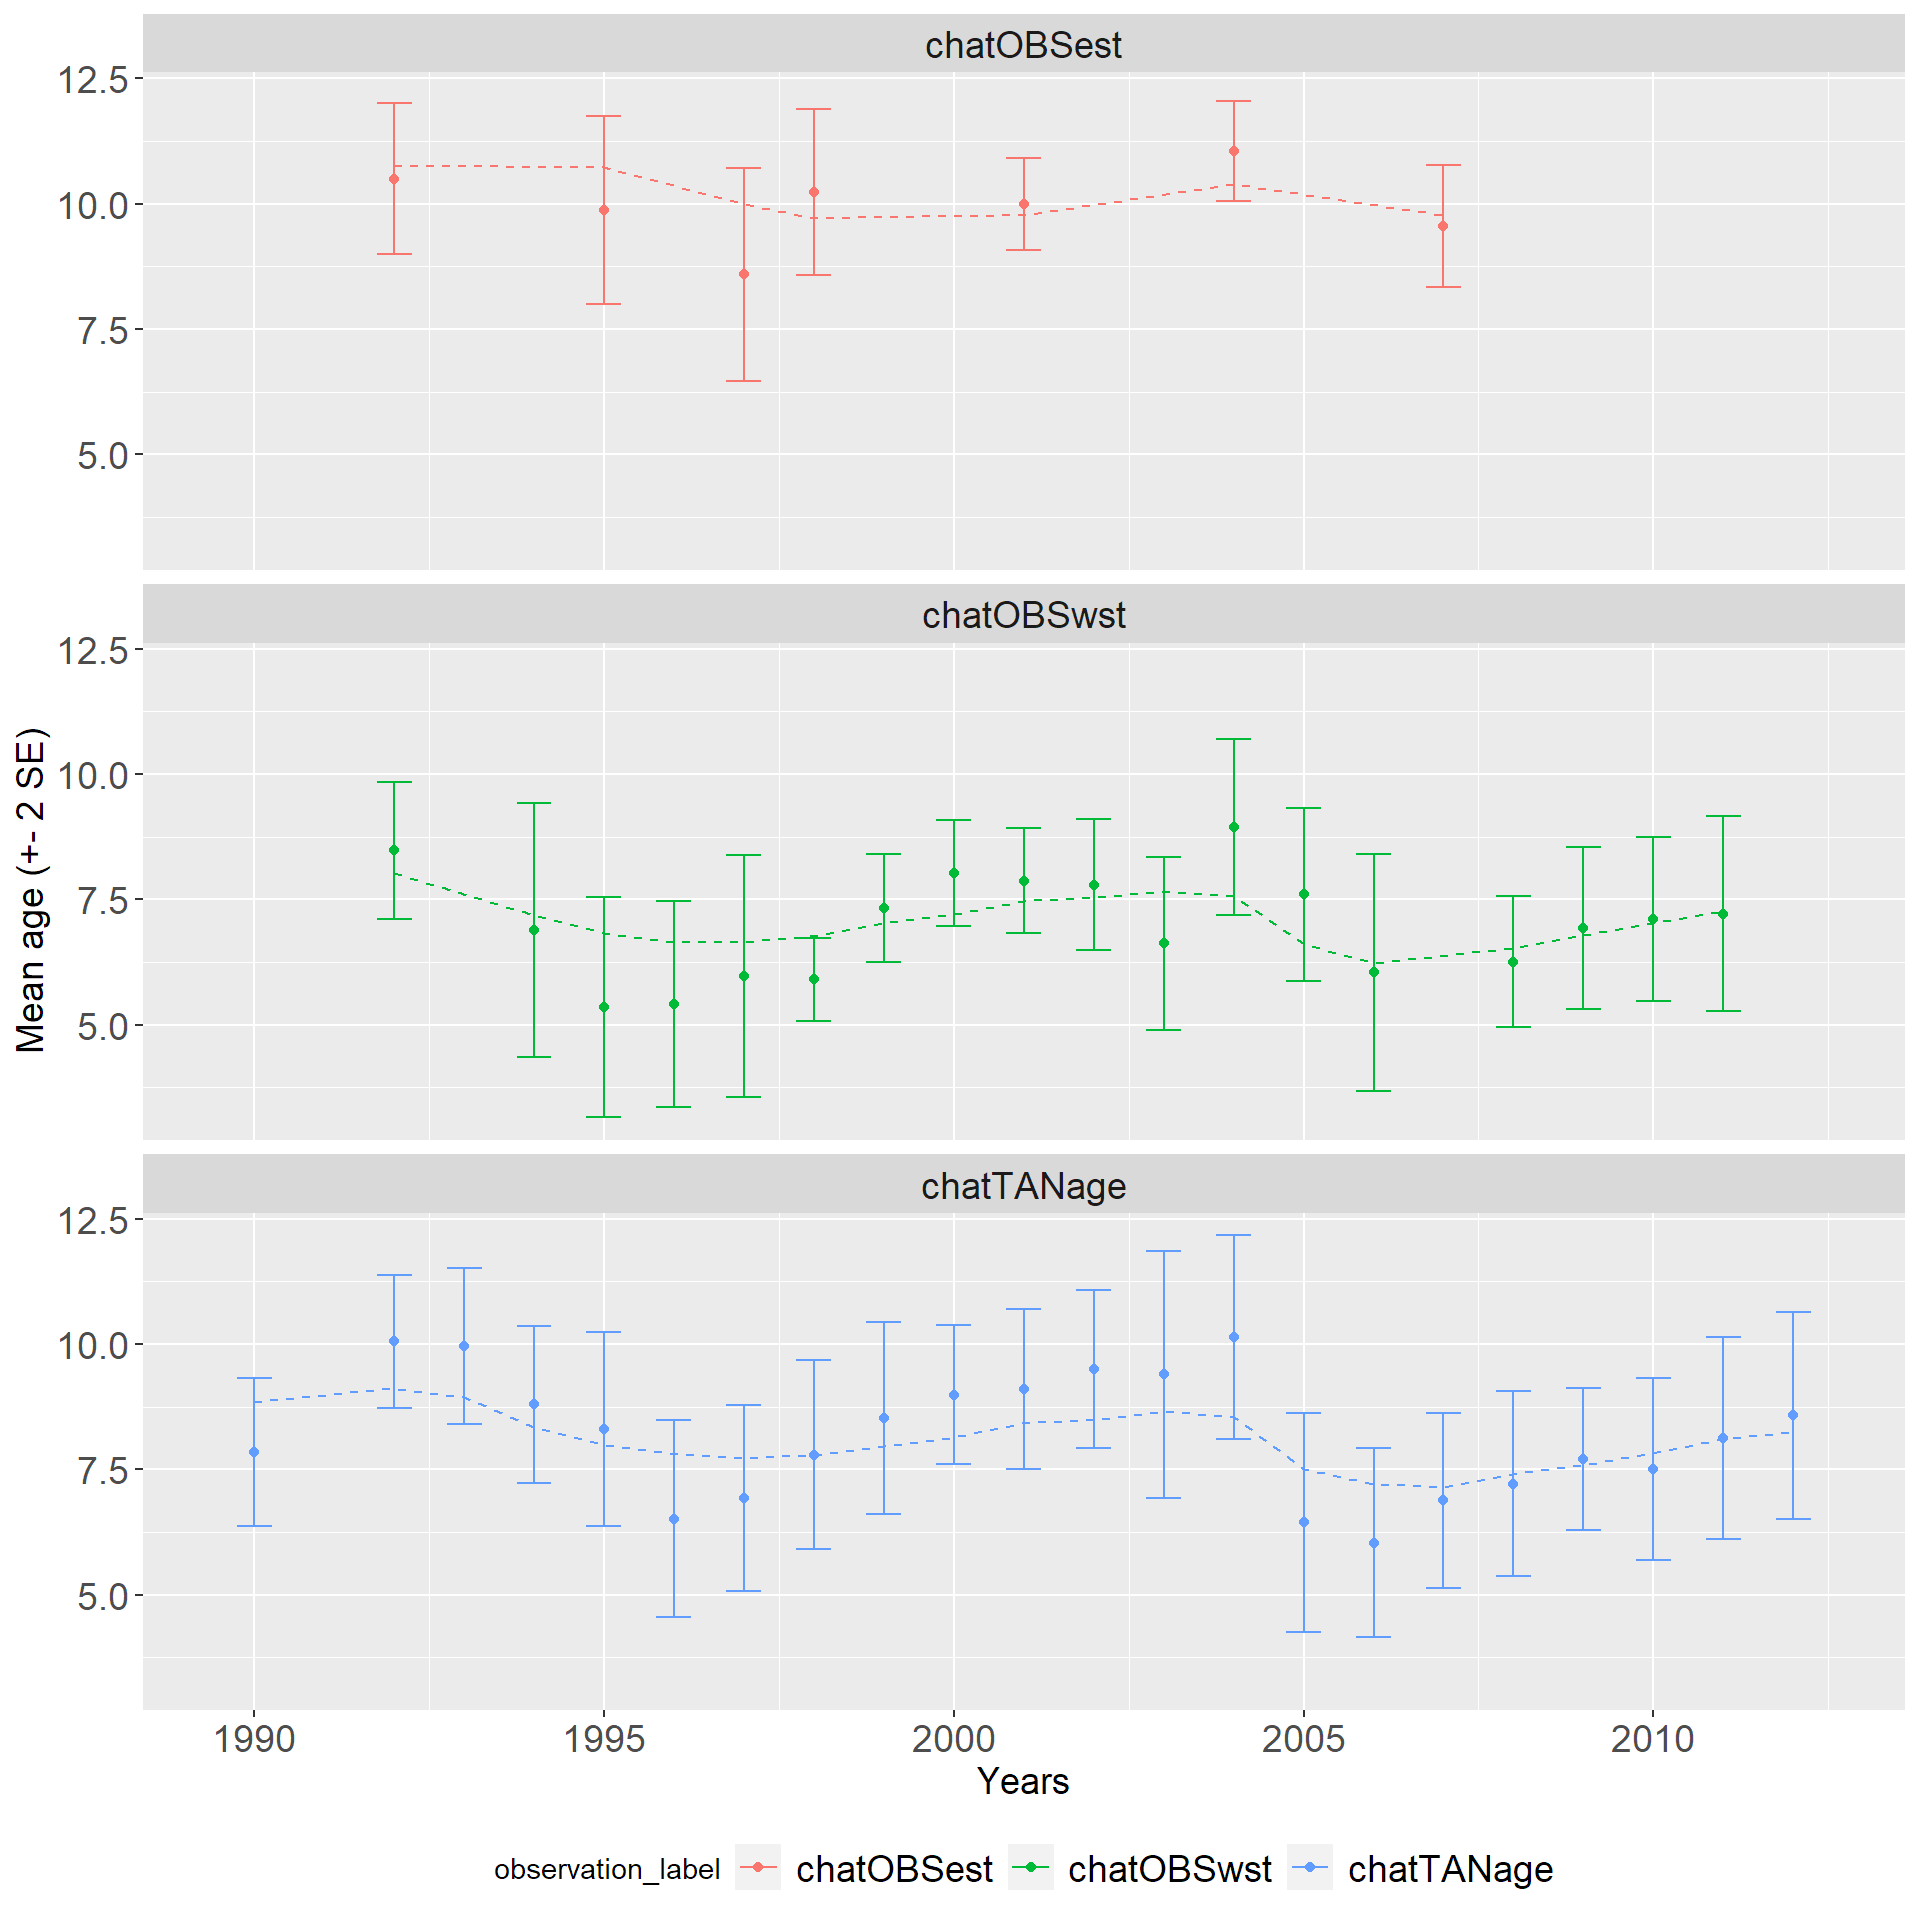 chatOBSest
12.5
10.0
7.5
5.0
chatOBSwst
12.5
10.0
7.5
5.0
Mean age (+- 2 SE)
chatTANage
12.5
10.0
7.5
5.0
1990 1995 2000 2005 2010
Years
observation_label chatOBSest chatOBSwst chatTANage